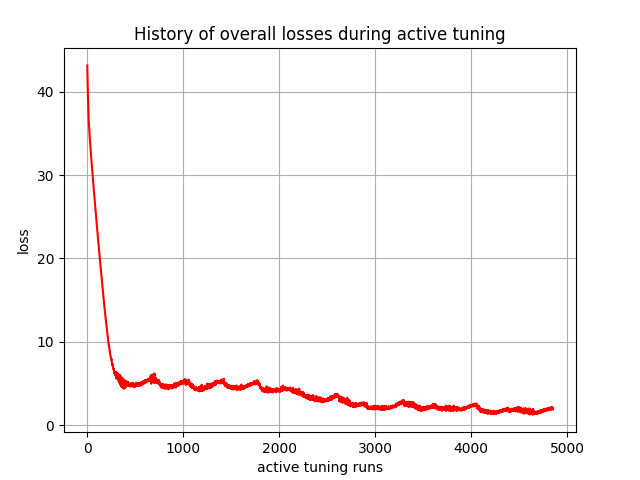 History of overall losses during active tuning
40
30
20
10
0
loss
0 1000 2000 3000 4000 5000
active tuning runs